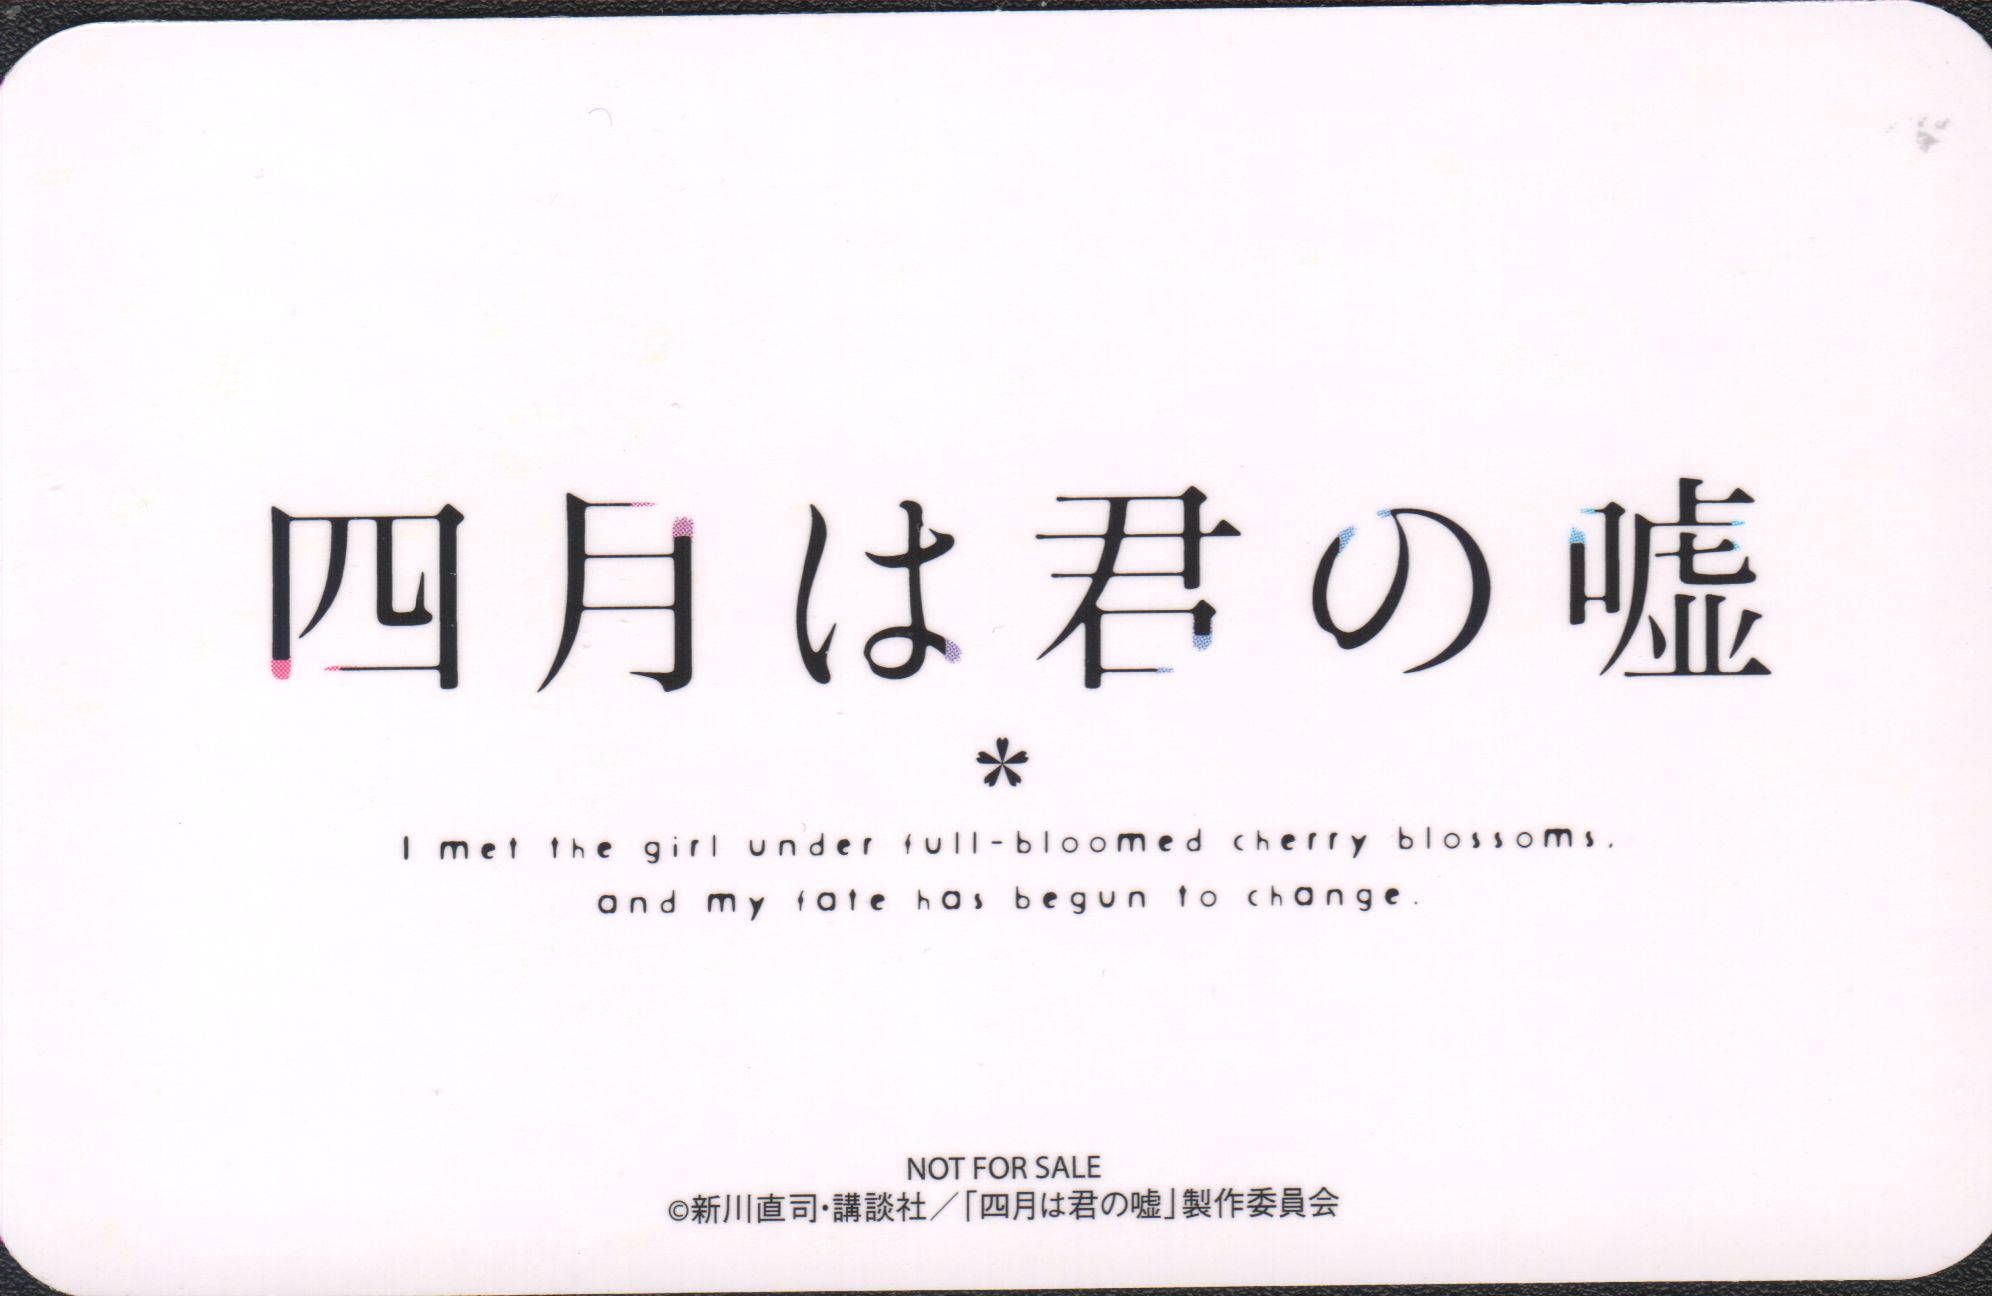 四月は君の嘘
I met the girl under full-bloomed cherry blossoms,
and my fate has begun to change.
NOT FOR SALE
©新川直司・講談社／「四月は君の嘘」製作委員会